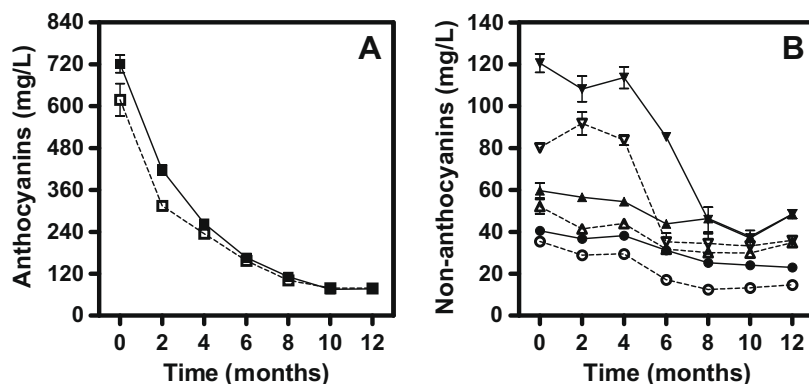 A
Anthocyanins (mg/L)
840
720
600
480
360
240
120
0
0 2 4 6 8 10 12
Time (months)
B
Non-anthocyanins (mg/L)
140
120
100
80
60
40
20
0
0 2 4 6 8 10 12
Time (months)